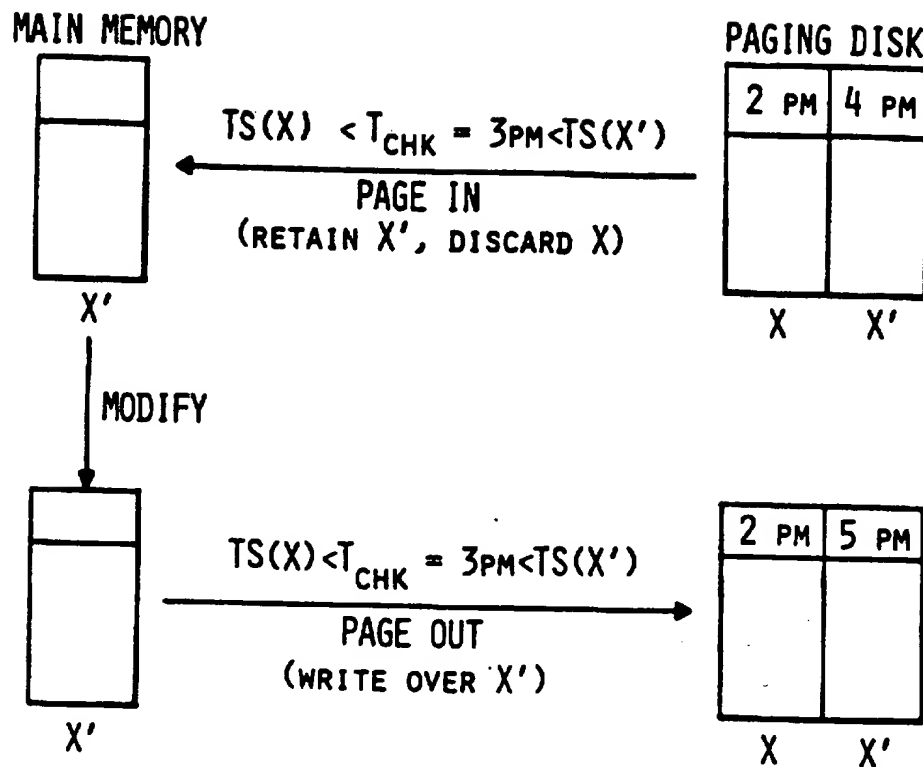 MAIN MEMORY
PAGING DISK
2 PM 4 PM
TS(X) < T_CHK = 3PM<TS(X')
PAGE IN
(RETAIN X', DISCARD X)
X'
X X'
MODIFY
2 PM 5 PM
TS(X)<T_CHK = 3PM<TS(X')
PAGE OUT
(WRITE OVER X')
X'
X X'